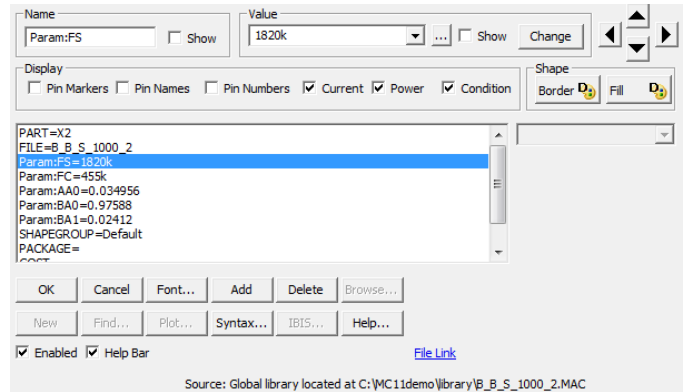 Name
Value
Param:FS
Show
1820k
...
Show
Change
Display
Pin Markers
Pin Names
Pin Numbers
Current
Power
Condition
Shape
Border
Fill
PART=X2
FILE=B_B_S_1000_2
Param:FS=1820k
Param:FC=455k
Param:AA0=0.034956
Param:BA0=0.97588
Param:BA1=0.02412
SHAPEGROUP=Default
PACKAGE=
OK
Cancel
Font...
Add
Delete
Browse...
New
Find...
Plot...
Syntax...
IBIS...
Help...
Enabled
Help Bar
File Link
Source: Global library located at C:\MC11demo\library\B_B_S_1000_2.MAC